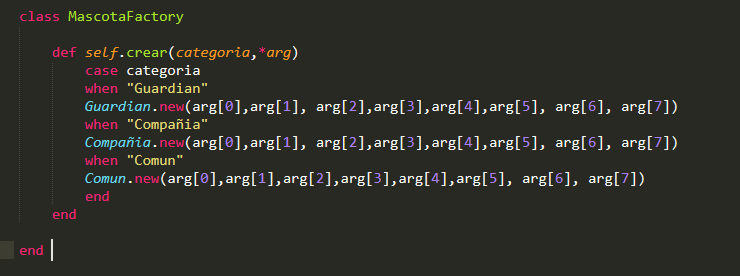 class MascotaFactory
def self.crear(categoria,*arg)
case categoria
when "Guardian"
Guardian.new(arg[0],arg[1], arg[2],arg[3],arg[4],arg[5], arg[6], arg[7])
when "Compañia"
Compañia.new(arg[0],arg[1], arg[2],arg[3],arg[4],arg[5], arg[6], arg[7])
when "Comun"
Comun.new(arg[0],arg[1],arg[2],arg[3],arg[4],arg[5], arg[6], arg[7])
end
end
end